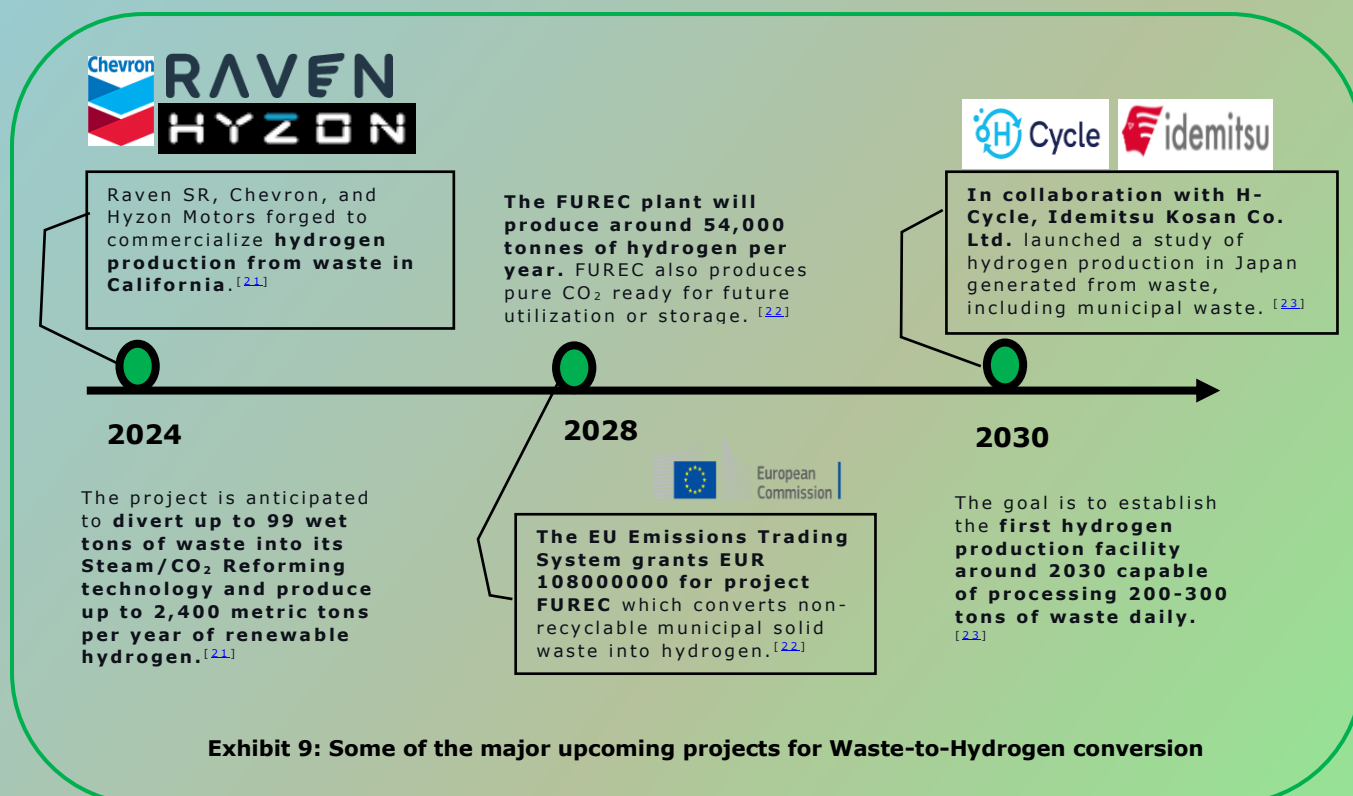 Chevron
RAVEN
HYZON
Raven SR, Chevron, and
Hyzon Motors forged to
commercialize hydrogen
production from waste in
California.[21]
The FUREC plant will
produce around 54,000
tonnes of hydrogen per
year. FUREC also produces
pure CO₂ ready for future
utilization or storage. [22]
H Cycle
idemitsu
In collaboration with H-
Cycle, Idemitsu Kosan Co.
Ltd. launched a study of
hydrogen production in Japan
generated from waste,
including municipal waste. [23]
2024
2028
2030
The project is anticipated
to divert up to 99 wet
tons of waste into its
Steam/CO₂ Reforming
technology and produce
up to 2,400 metric tons
per year of renewable
hydrogen.[21]
European
Commission
The EU Emissions Trading
System grants EUR
108000000 for project
FUREC which converts non-
recyclable municipal solid
waste into hydrogen.[22]
The goal is to establish
the first hydrogen
production facility
around 2030 capable
of processing 200-300
tons of waste daily.
[23]
Exhibit 9: Some of the major upcoming projects for Waste-to-Hydrogen conversion